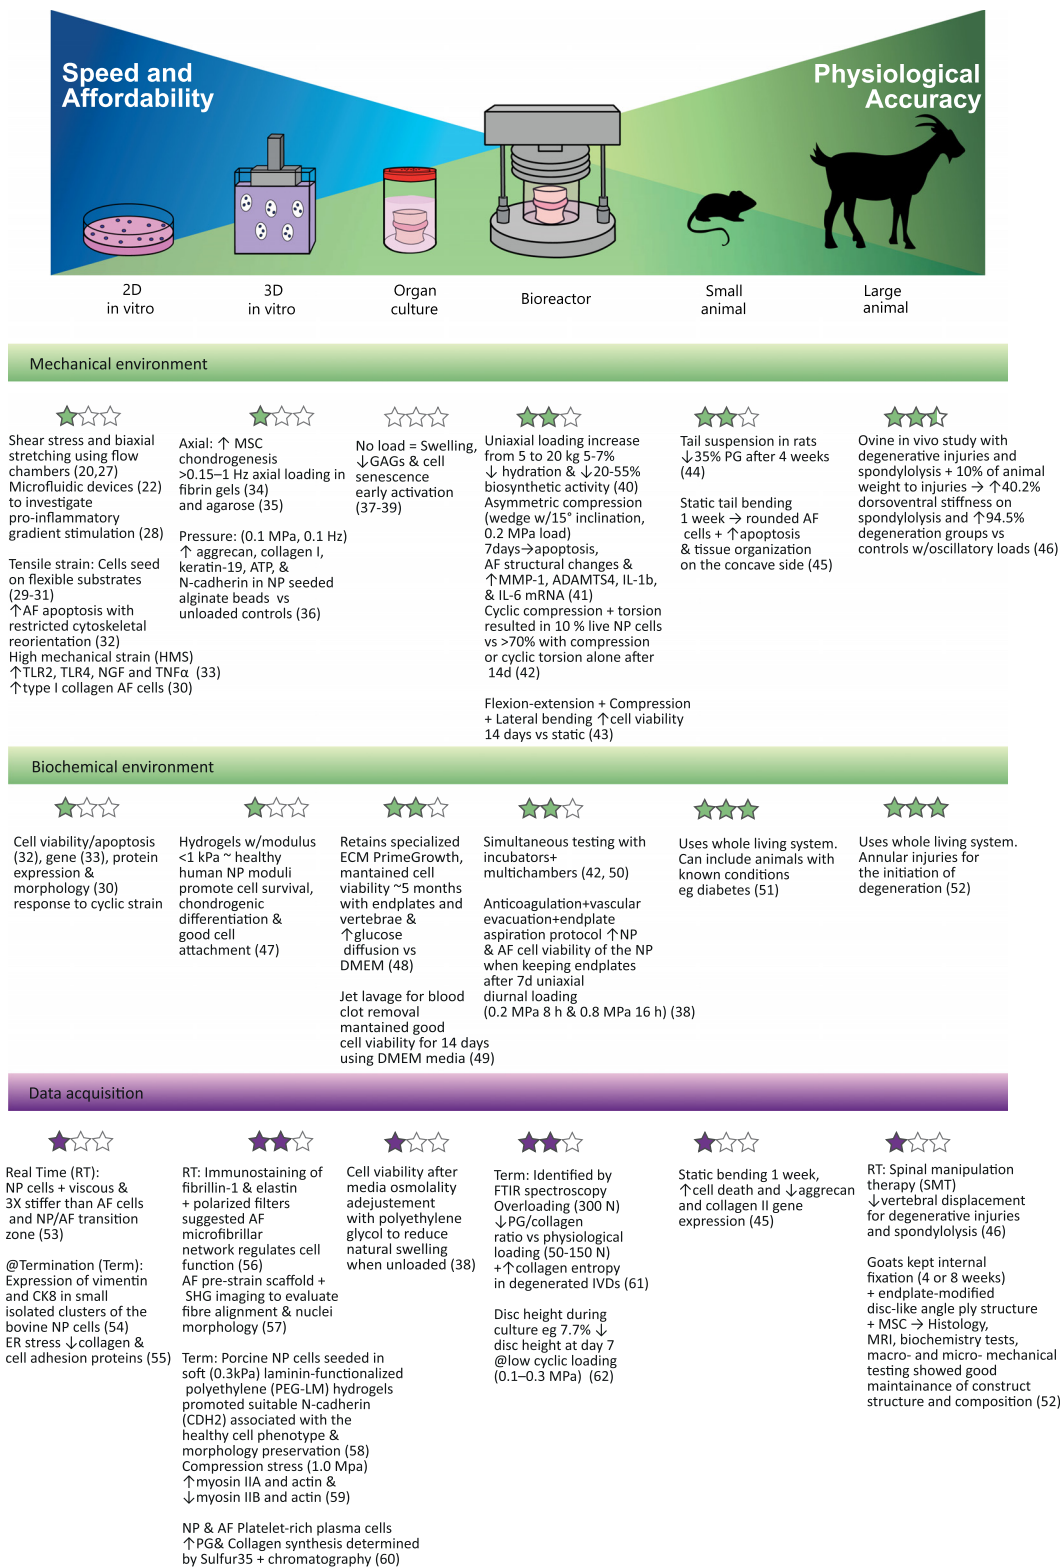 Speed and
Affordability
Physiological
Accuracy
2D
in vitro
3D
in vitro
Organ
culture
Bioreactor
Small
animal
Large
animal
Mechanical environment
Shear stress and biaxial
stretching using flow
chambers (20,27)
Microfluidic devices (22)
to investigate
pro-inflammatory
gradient stimulation (28)
Tensile strain: Cells seed
on flexible substrates
(29-31)
↑AF apoptosis with
restricted cytoskeletal
reorientation (32)
High mechanical strain (HMS)
↑TLR2, TLR4, NGF and TNFα (33)
↑type I collagen AF cells (30)
Axial: ↑ MSC
chondrogenesis
>0.15–1 Hz axial loading in
fibrin gels (34)
and agarose (35)
Pressure: (0.1 MPa, 0.1 Hz)
↑ aggrecan, collagen I,
keratin-19, ATP, &
N-cadherin in NP seeded
alginate beads vs
unloaded controls (36)
No load = Swelling,
↓GAGs & cell
senescence
early activation
(37-39)
Uniaxial loading increase
from 5 to 20 kg 5-7%
↓ hydration & ↓20-55%
biosynthetic activity (40)
Asymmetric compression
(wedge w/15° inclination,
0.2 MPa load)
7days→apoptosis,
AF structural changes &
↑MMP-1, ADAMTS4, IL-1b,
& IL-6 mRNA (41)
Cyclic compression + torsion
resulted in 10 % live NP cells
vs >70% with compression
or cyclic torsion alone after
14d (42)
Flexion-extension + Compression
+ Lateral bending ↑cell viability
14 days vs static (43)
Tail suspension in rats
↓35% PG after 4 weeks
(44)
Static tail bending
1 week → rounded AF
cells + ↑apoptosis
& tissue organization
on the concave side (45)
Ovine in vivo study with
degenerative injuries and
spondylolysis + 10% of animal
weight to injuries → ↑40.2%
dorsoventral stiffness on
spondylolysis and ↑94.5%
degeneration groups vs
controls w/oscillatory loads (46)
Biochemical environment
Cell viability/apoptosis
(32), gene (33), protein
expression &
morphology (30)
response to cyclic strain
Hydrogels w/modulus
<1 kPa ~ healthy
human NP moduli
promote cell survival,
chondrogenic
differentiation &
good cell
attachment (47)
Retains specialized
ECM PrimeGrowth,
mantained cell
viability ~5 months
with endplates and
vertebrae &
↑glucose
diffusion vs
DMEM (48)
Jet lavage for blood
clot removal
mantained good
cell viability for 14 days
using DMEM media (49)
Simultaneous testing with
incubators+
multichambers (42, 50)
Anticoagulation+vascular
evacuation+endplate
aspiration protocol ↑NP
& AF cell viability of the NP
when keeping endplates
after 7d uniaxial
diurnal loading
(0.2 MPa 8 h & 0.8 MPa 16 h) (38)
Uses whole living system.
Can include animals with
known conditions
eg diabetes (51)
Uses whole living system.
Annular injuries for
the initiation of
degeneration (52)
Data acquisition
Real Time (RT):
NP cells + viscous &
3X stiffer than AF cells
and NP/AF transition
zone (53)
@Termination (Term):
Expression of vimentin
and CK8 in small
isolated clusters of the
bovine NP cells (54)
ER stress ↓collagen &
cell adhesion proteins (55)
RT: Immunostaining of
fibrillin-1 & elastin
+ polarized filters
suggested AF
microfibrillar
network regulates cell
function (56)
AF pre-strain scaffold +
SHG imaging to evaluate
fibre alignment & nuclei
morphology (57)
Term: Porcine NP cells seeded in
soft (0.3kPa) laminin-functionalized
polyethylene (PEG-LM) hydrogels
promoted suitable N-cadherin
(CDH2) associated with the
healthy cell phenotype &
morphology preservation (58)
Compression stress (1.0 Mpa)
↑myosin IIA and actin &
↓myosin IIB and actin (59)
NP & AF Platelet-rich plasma cells
↑PG& Collagen synthesis determined
by Sulfur35 + chromatography (60)
Cell viability after
media osmolality
adejustement
with polyethylene
glycol to reduce
natural swelling
when unloaded (38)
Term: Identified by
FTIR spectroscopy
Overloading (300 N)
↓PG/collagen
ratio vs physiological
loading (50-150 N)
+↑collagen entropy
in degenerated IVDs (61)
Disc height during
culture eg 7.7% ↓
disc height at day 7
@low cyclic loading
(0.1–0.3 MPa) (62)
Static bending 1 week,
↑cell death and ↓aggrecan
and collagen II gene
expression (45)
RT: Spinal manipulation
therapy (SMT)
↓vertebral displacement
for degenerative injuries
and spondylolysis (46)
Goats kept internal
fixation (4 or 8 weeks)
+ endplate-modified
disc-like angle ply structure
+ MSC → Histology,
MRI, biochemistry tests,
macro- and micro- mechanical
testing showed good
maintainance of construct
structure and composition (52)